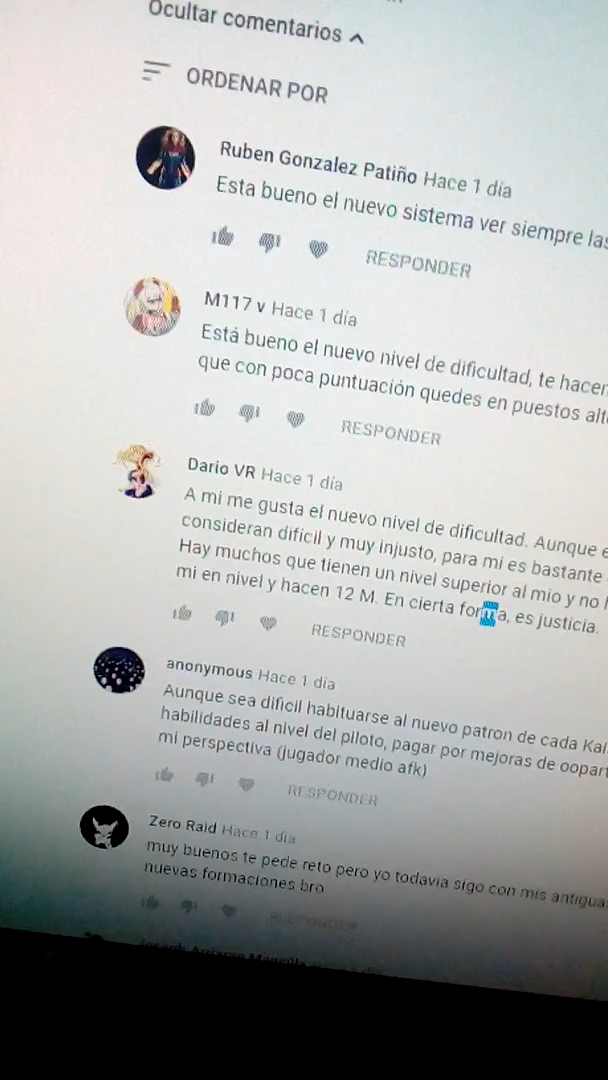 Ocultar comentarios
ORDENAR POR
Ruben Gonzalez Patiño Hace 1 día
Esta bueno el nuevo sistema ver siempre las
RESPONDER
M117 v Hace 1 día
Está bueno el nuevo nivel de dificultad, te hacen
que con poca puntuación quedes en puestos alt
RESPONDER
Dario VR Hace 1 día
A mi me gusta el nuevo nivel de dificultad. Aunque e
consideran difícil y muy injusto, para mi es bastante
Hay muchos que tienen un nivel superior al mio y no
mi en nivel y hacen 12 M. En cierta forma, es justicia.
RESPONDER
anonymous Hace 1 día
Aunque sea dificil habituarse al nuevo patron de cada Kai
habilidades al nivel del piloto, pagar por mejoras de oopart
mi perspectiva (jugador medio afk)
RESPONDER
Zero Raid Hace 1 día
muy buenos te pede reto pero yo todavia sigo con mis antigua
nuevas formaciones bro
RESPONDER